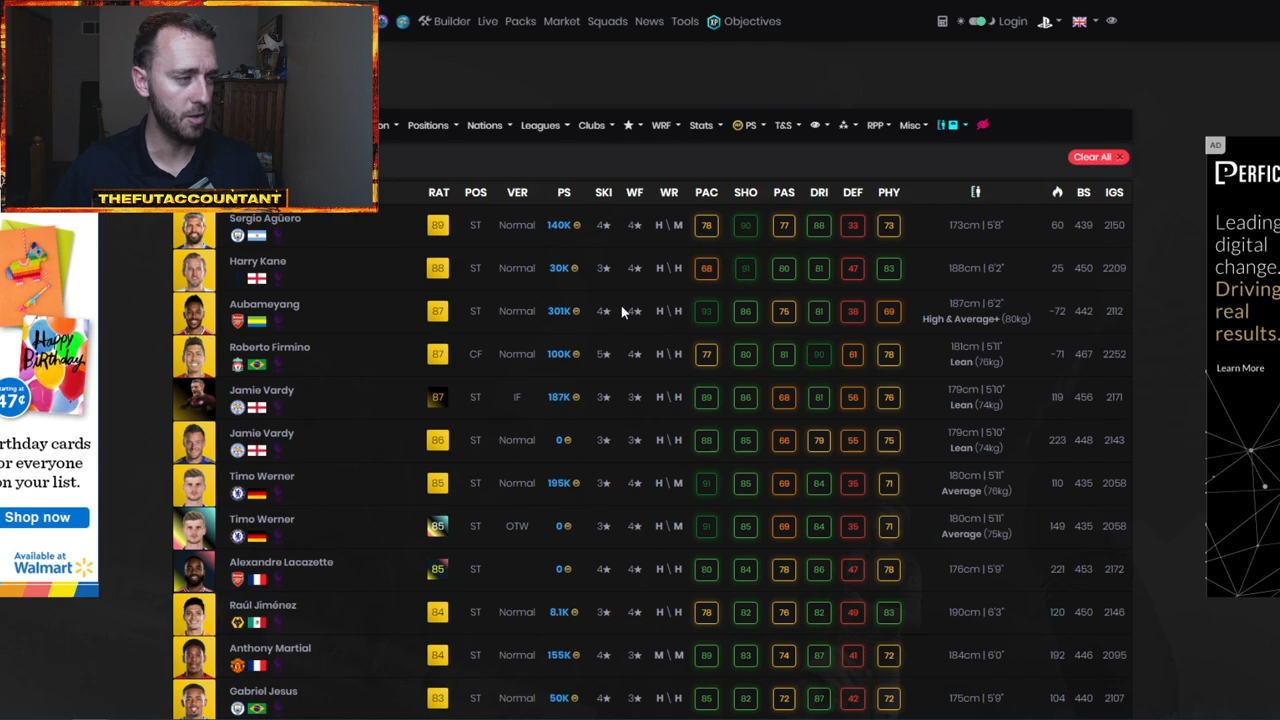 Builder Live Packs Market Squads News Tools XP Objectives Login
on Positions Nations Leagues Clubs WRF Stats PS T&S RPP Misc
Clear All
THEFUTACCOUNTANT
RAT POS VER PS SKI WF WR PAC SHO PAS DRI DEF PHY BS IGS
Sergio Agüero
89 ST Normal 140K 4★ 4★ H \ M 78 90 77 88 33 73 173cm | 5'8" 60 439 2150
Harry Kane
88 ST Normal 30K 3★ 4★ H \ H 68 91 80 81 47 83 188cm | 6'2" 25 450 2209
Aubameyang
87 ST Normal 301K 4★ 4★ H \ H 93 86 75 81 38 69 187cm | 6'2" -72 442 2112
High & Average+ (80kg)
Roberto Firmino
87 CF Normal 100K 5★ 4★ H \ H 77 80 81 90 61 78 181cm | 5'11" -71 467 2252
Lean (76kg)
Jamie Vardy
87 ST IF 187K 3★ 3★ H \ H 89 86 68 81 56 76 179cm | 5'10" 119 456 2171
Lean (74kg)
Jamie Vardy
86 ST Normal 0 3★ 3★ H \ H 88 85 66 79 55 75 179cm | 5'10" 223 448 2143
Lean (74kg)
Timo Werner
85 ST Normal 195K 3★ 4★ H \ M 91 85 69 84 35 71 180cm | 5'11" 110 435 2058
Average (76kg)
Timo Werner
85 ST OTW 0 3★ 4★ H \ M 91 85 69 84 35 71 180cm | 5'11" 149 435 2058
Average (75kg)
Alexandre Lacazette
85 ST 0 4★ 4★ H \ H 80 84 78 86 47 78 176cm | 5'9" 221 453 2172
Raúl Jiménez
84 ST Normal 8.1K 3★ 4★ H \ H 78 82 76 82 49 83 190cm | 6'3" 120 450 2146
Anthony Martial
84 ST Normal 155K 4★ 3★ M \ M 89 83 74 87 41 72 184cm | 6'0" 192 446 2095
Gabriel Jesus
83 ST Normal 50K 4★ 3★ H \ H 85 82 72 87 42 72 175cm | 5'9" 104 440 2107
Happy
Birthday
Starting at
47¢
rthday cards
or everyone
n your list.
Shop now
Available at
Walmart
AD
PERFIC
Leading
digital
change.
Driving
real
results.
Learn More